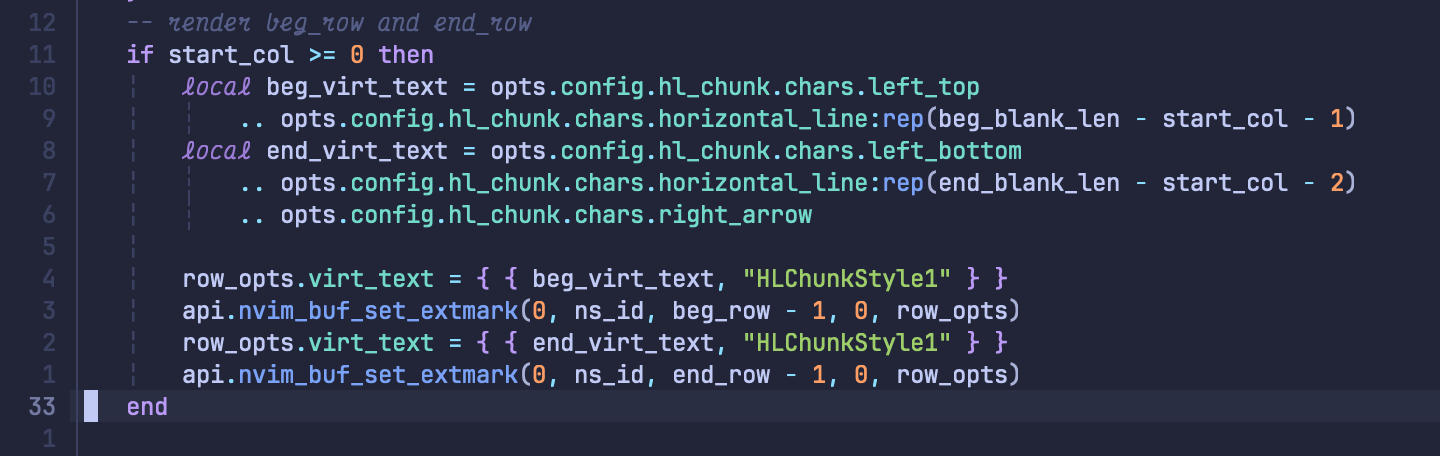 12 -- render beg_row and end_row
11 if start_col >= 0 then
10 local beg_virt_text = opts.config.hl_chunk.chars.left_top
9 .. opts.config.hl_chunk.chars.horizontal_line:rep(beg_blank_len - start_col - 1)
8 local end_virt_text = opts.config.hl_chunk.chars.left_bottom
7 .. opts.config.hl_chunk.chars.horizontal_line:rep(end_blank_len - start_col - 2)
6 .. opts.config.hl_chunk.chars.right_arrow
5
4 row_opts.virt_text = { { beg_virt_text, "HLChunkStyle1" } }
3 api.nvim_buf_set_extmark(0, ns_id, beg_row - 1, 0, row_opts)
2 row_opts.virt_text = { { end_virt_text, "HLChunkStyle1" } }
1 api.nvim_buf_set_extmark(0, ns_id, end_row - 1, 0, row_opts)
33 end
1